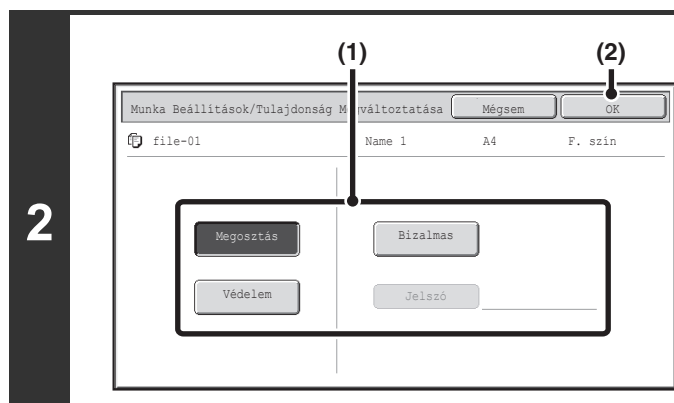 2
(1) (2)
Munka Beállítások/Tulajdonság Megváltoztatása Mégsem OK
file-01 Name 1 A4 F. szín
Megosztás Bizalmas
Védelem Jelszó